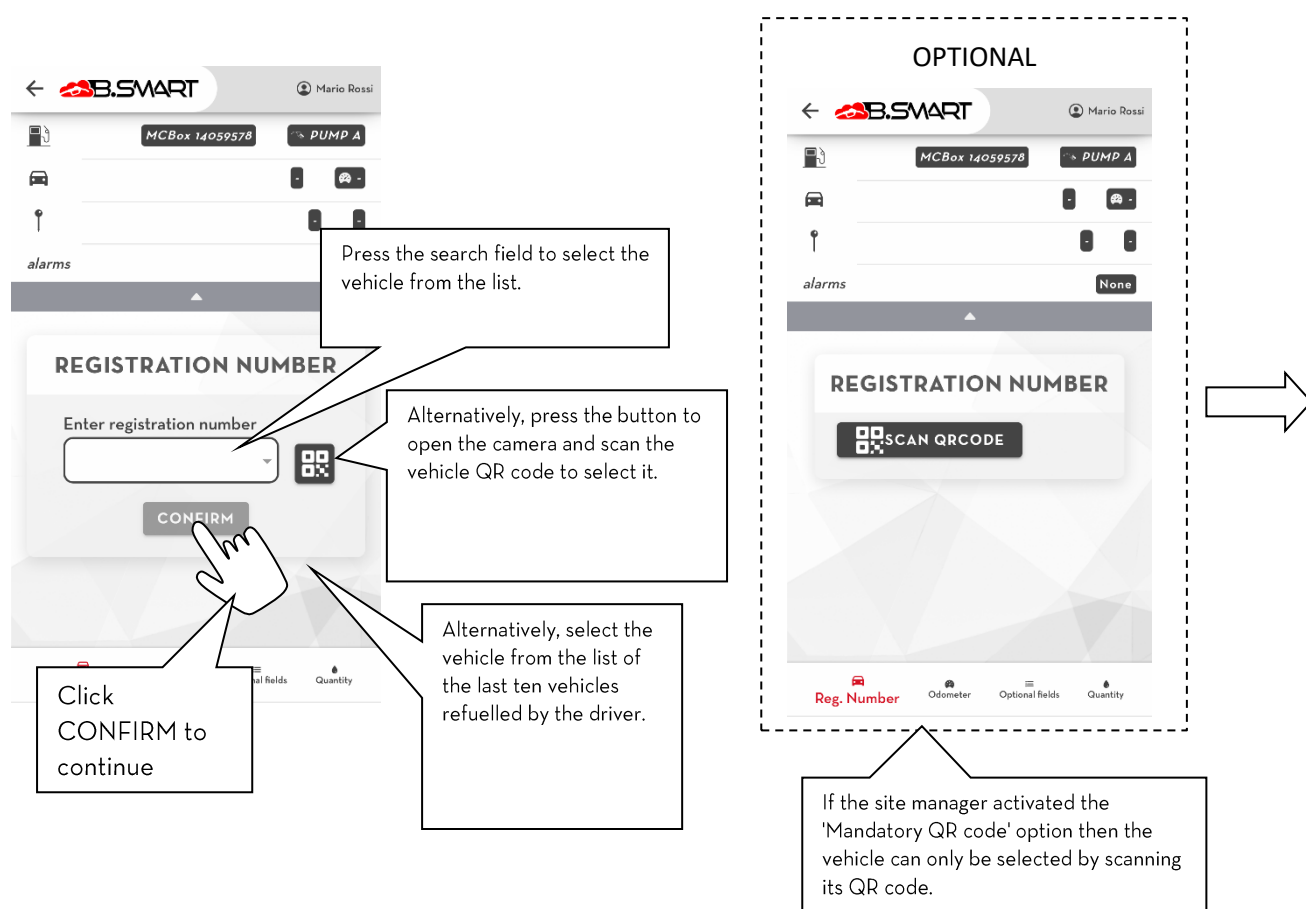 B.SMART
Mario Rossi
MCBox 14059578
PUMP A
-
-
-
-
alarms
Press the search field to select the
vehicle from the list.
REGISTRATION NUMBER
Enter registration number
Alternatively, press the button to
open the camera and scan the
vehicle QR code to select it.
CONFIRM
Alternatively, select the
vehicle from the list of
the last ten vehicles
refuelled by the driver.
Click
CONFIRM to
continue
fields
Quantity
OPTIONAL
B.SMART
Mario Rossi
MCBox 14059578
PUMP A
-
-
-
-
alarms
None
REGISTRATION NUMBER
SCAN QRCODE
Reg. Number
Odometer
Optional fields
Quantity
If the site manager activated the
'Mandatory QR code' option then the
vehicle can only be selected by scanning
its QR code.